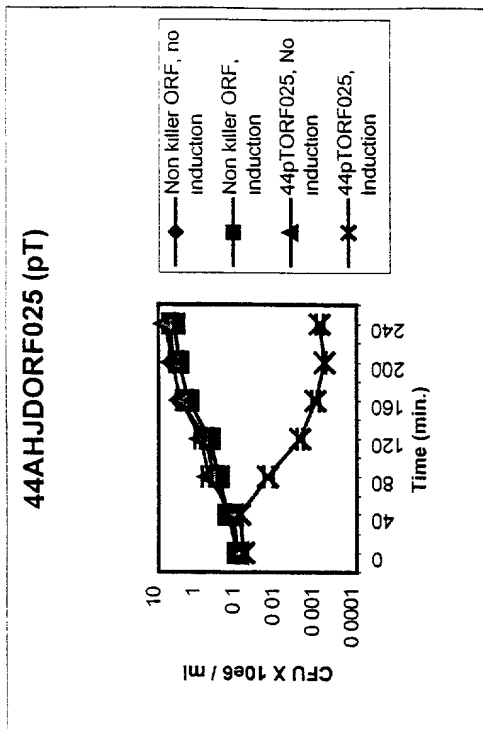 44AHJDORF025 (pT)
CFU X 10e6 / ml
10
1
0 1
0 01
0 001
0 0001
0
40
80
120
160
200
240
Time (min.)
Non killer ORF, no
induction
Non killer ORF,
induction
44pTORF025, No
induction
44pTORF025,
Induction